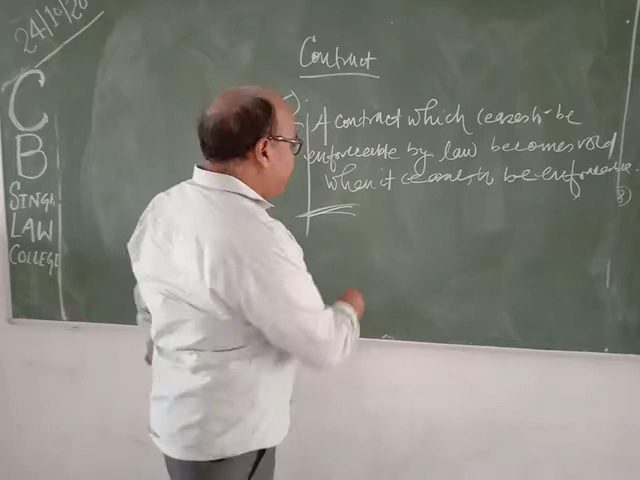 24/10/20
C
B
SINGH
LAW
COLLEGE
Contract
A contract which ceases to be
enforceable by law becomes void
when it ceases to be enforceable.